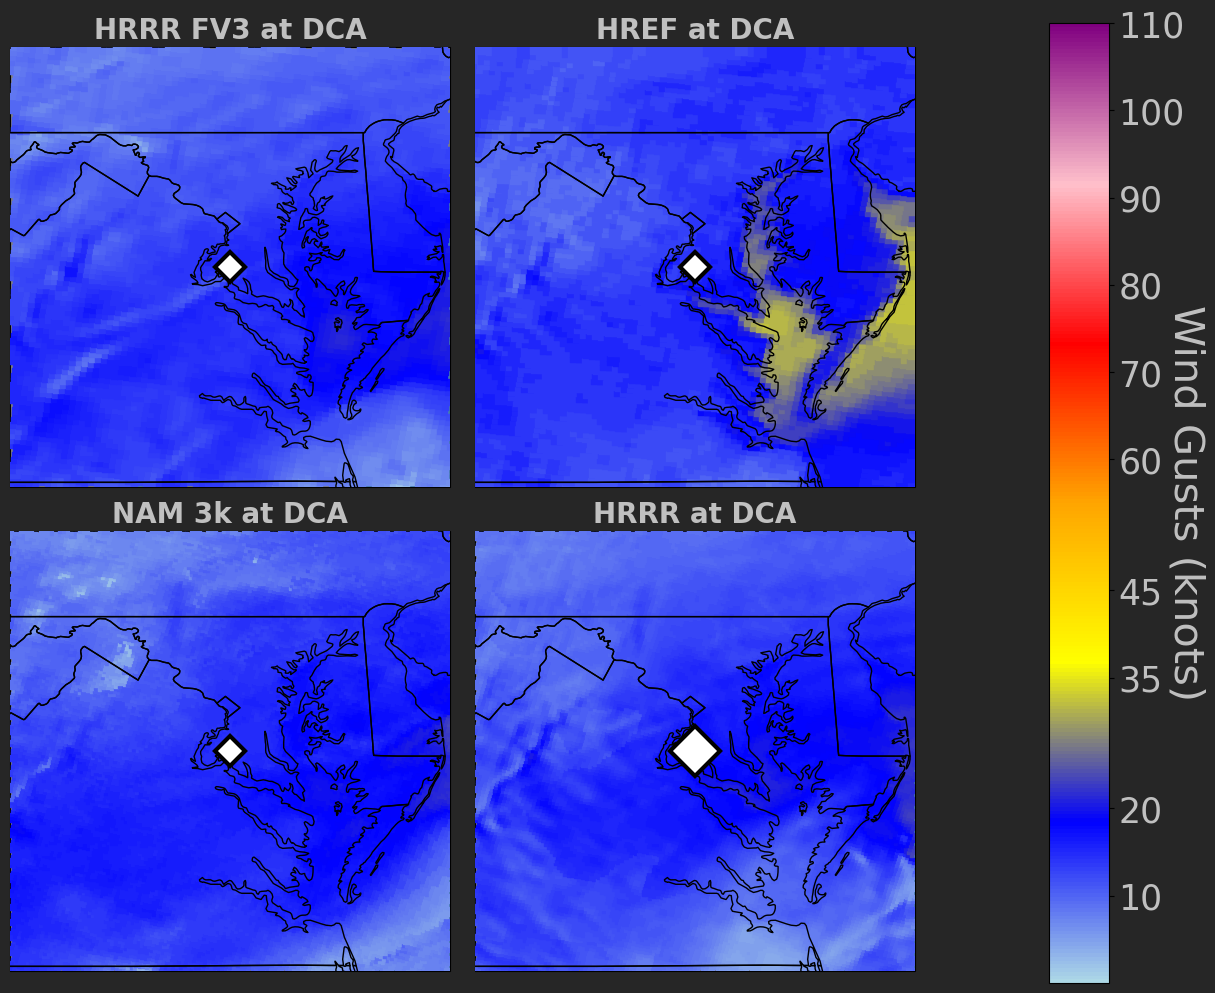 HRRR FV3 at DCA
HREF at DCA
NAM 3k at DCA
HRRR at DCA
110
100
90
80
70
60
45
35
20
10
Wind Gusts (knots)